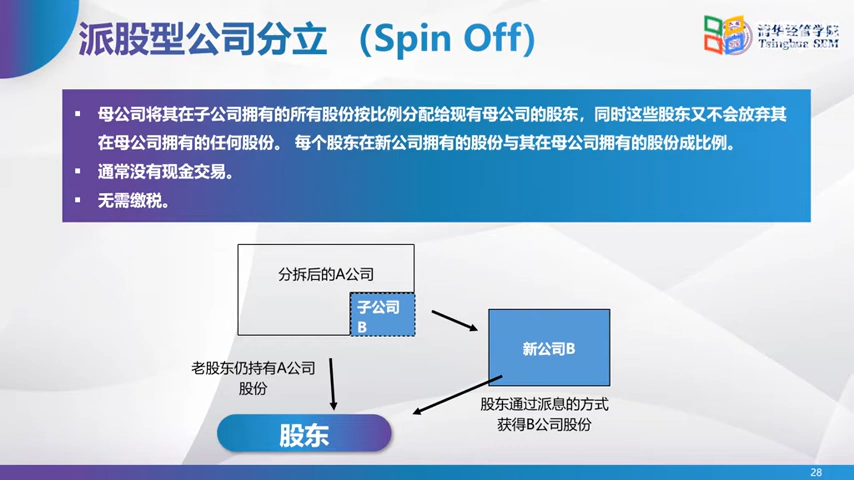 派股型公司分立 （Spin Off）
清华经管学院
Tsinghua SEM
▪ 母公司将其在子公司拥有的所有股份按比例分配给现有母公司的股东，同时这些股东又不会放弃其
在母公司拥有的任何股份。 每个股东在新公司拥有的股份与其在母公司拥有的股份成比例。
▪ 通常没有现金交易。
▪ 无需缴税。
分拆后的A公司
子公司
B
新公司B
老股东仍持有A公司
股份
股东通过派息的方式
获得B公司股份
股东
28